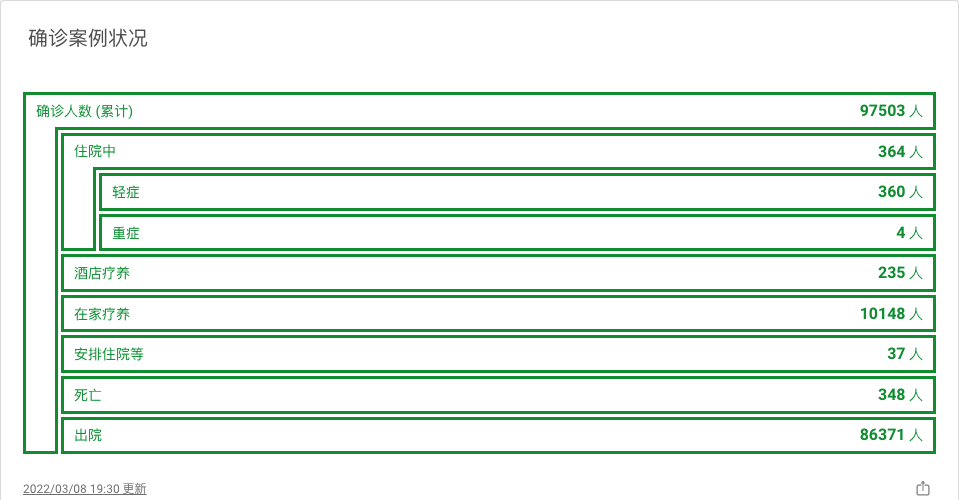 确诊案例状况
确诊人数 (累计) 97503 人
住院中 364 人
轻症 360 人
重症 4 人
酒店疗养 235 人
在家疗养 10148 人
安排住院等 37 人
死亡 348 人
出院 86371 人
2022/03/08 19:30 更新